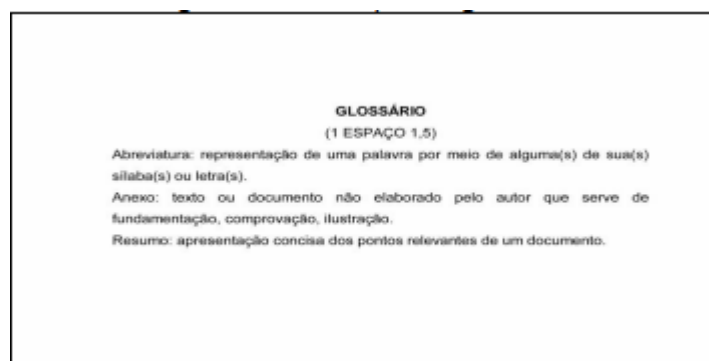 GLOSSÁRIO
(1 ESPAÇO 1,5)
Abreviatura: representação de uma palavra por meio de alguma(s) de sua(s)
sílaba(s) ou letra(s).
Anexo: texto ou documento não elaborado pelo autor que serve de
fundamentação, comprovação, ilustração.
Resumo: apresentação concisa dos pontos relevantes de um documento.